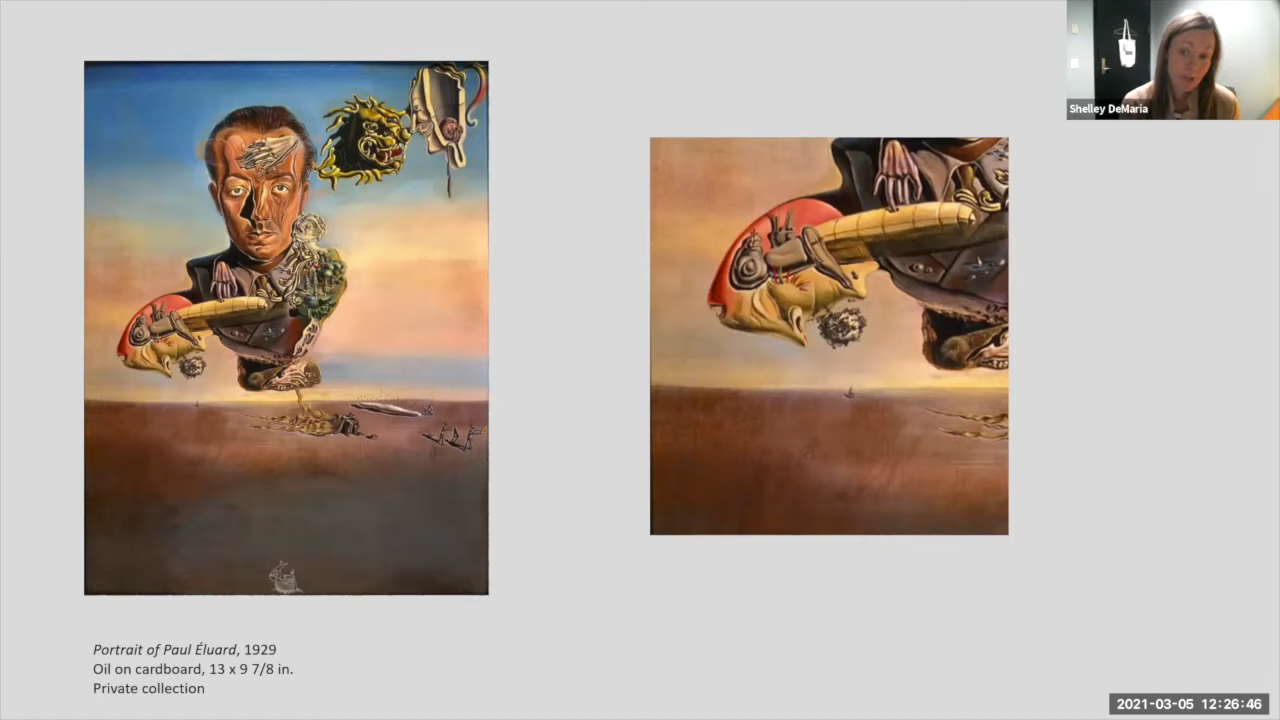 Shelley DeMaria
Portrait of Paul Éluard, 1929
Oil on cardboard, 13 x 9 7/8 in.
Private collection
2021-03-05 12:26:46